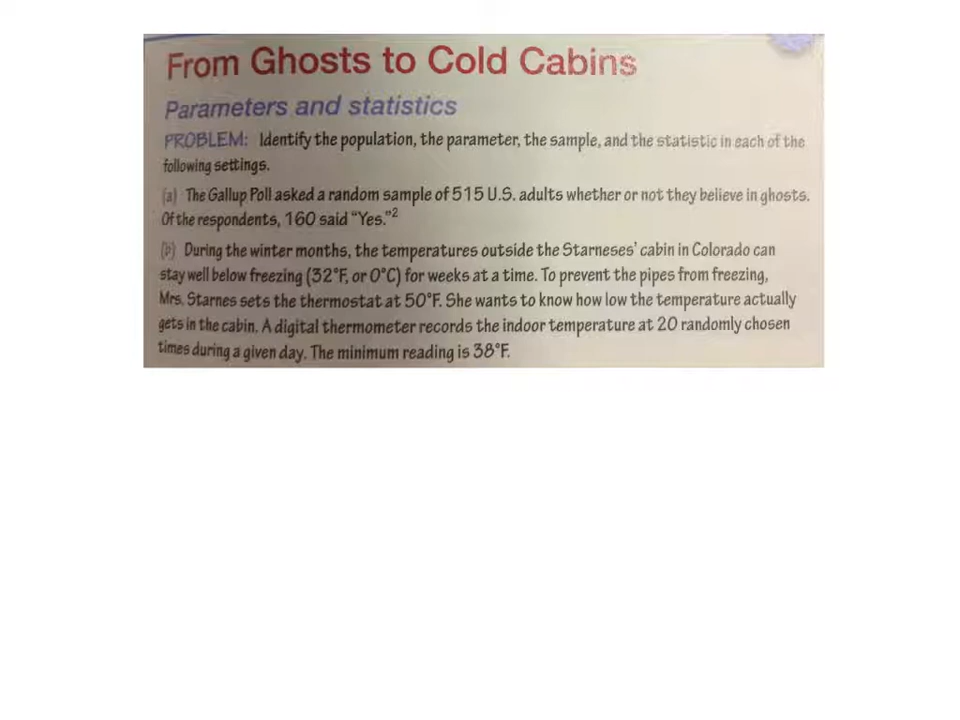 From Ghosts to Cold Cabins
Parameters and statistics
PROBLEM: Identify the population, the parameter, the sample, and the statistic in each of the
following settings.
(a) The Gallup Poll asked a random sample of 515 U.S. adults whether or not they believe in ghosts.
Of the respondents, 160 said “Yes.”2
(b) During the winter months, the temperatures outside the Starneses’ cabin in Colorado can
stay well below freezing (32°F, or 0°C) for weeks at a time. To prevent the pipes from freezing,
Mrs. Starnes sets the thermostat at 50°F. She wants to know how low the temperature actually
gets in the cabin. A digital thermometer records the indoor temperature at 20 randomly chosen
times during a given day. The minimum reading is 38°F.